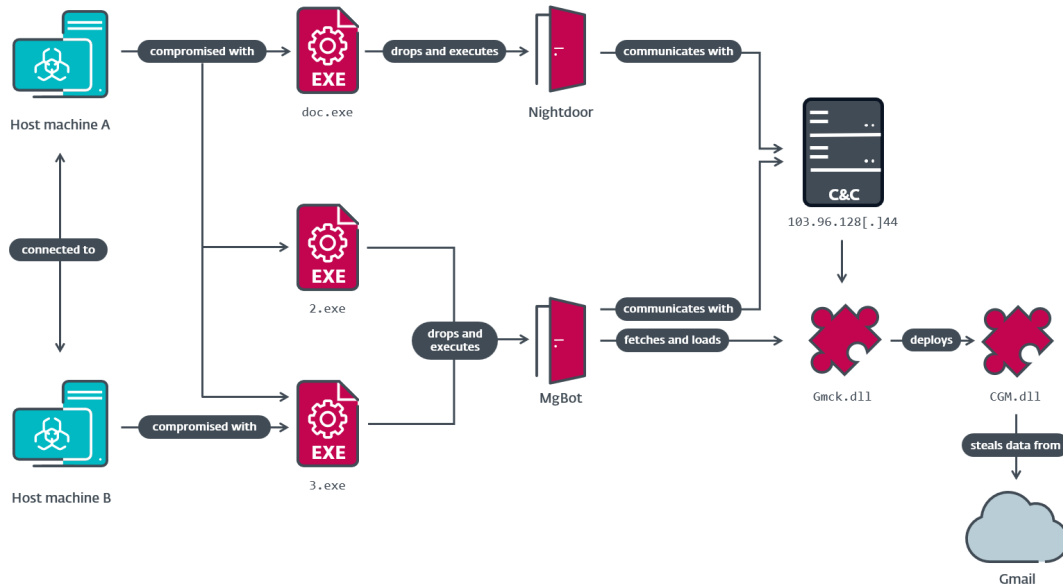 compromised with
drops and executes
communicates with
EXE
Host machine A
doc.exe
Nightdoor
C&C
103.96.128[.]44
connected to
EXE
2.exe
communicates with
drops and
executes
fetches and loads
deploys
MgBot
Gmck.dll
CGM.dll
compromised with
EXE
steals data from
Host machine B
3.exe
Gmail